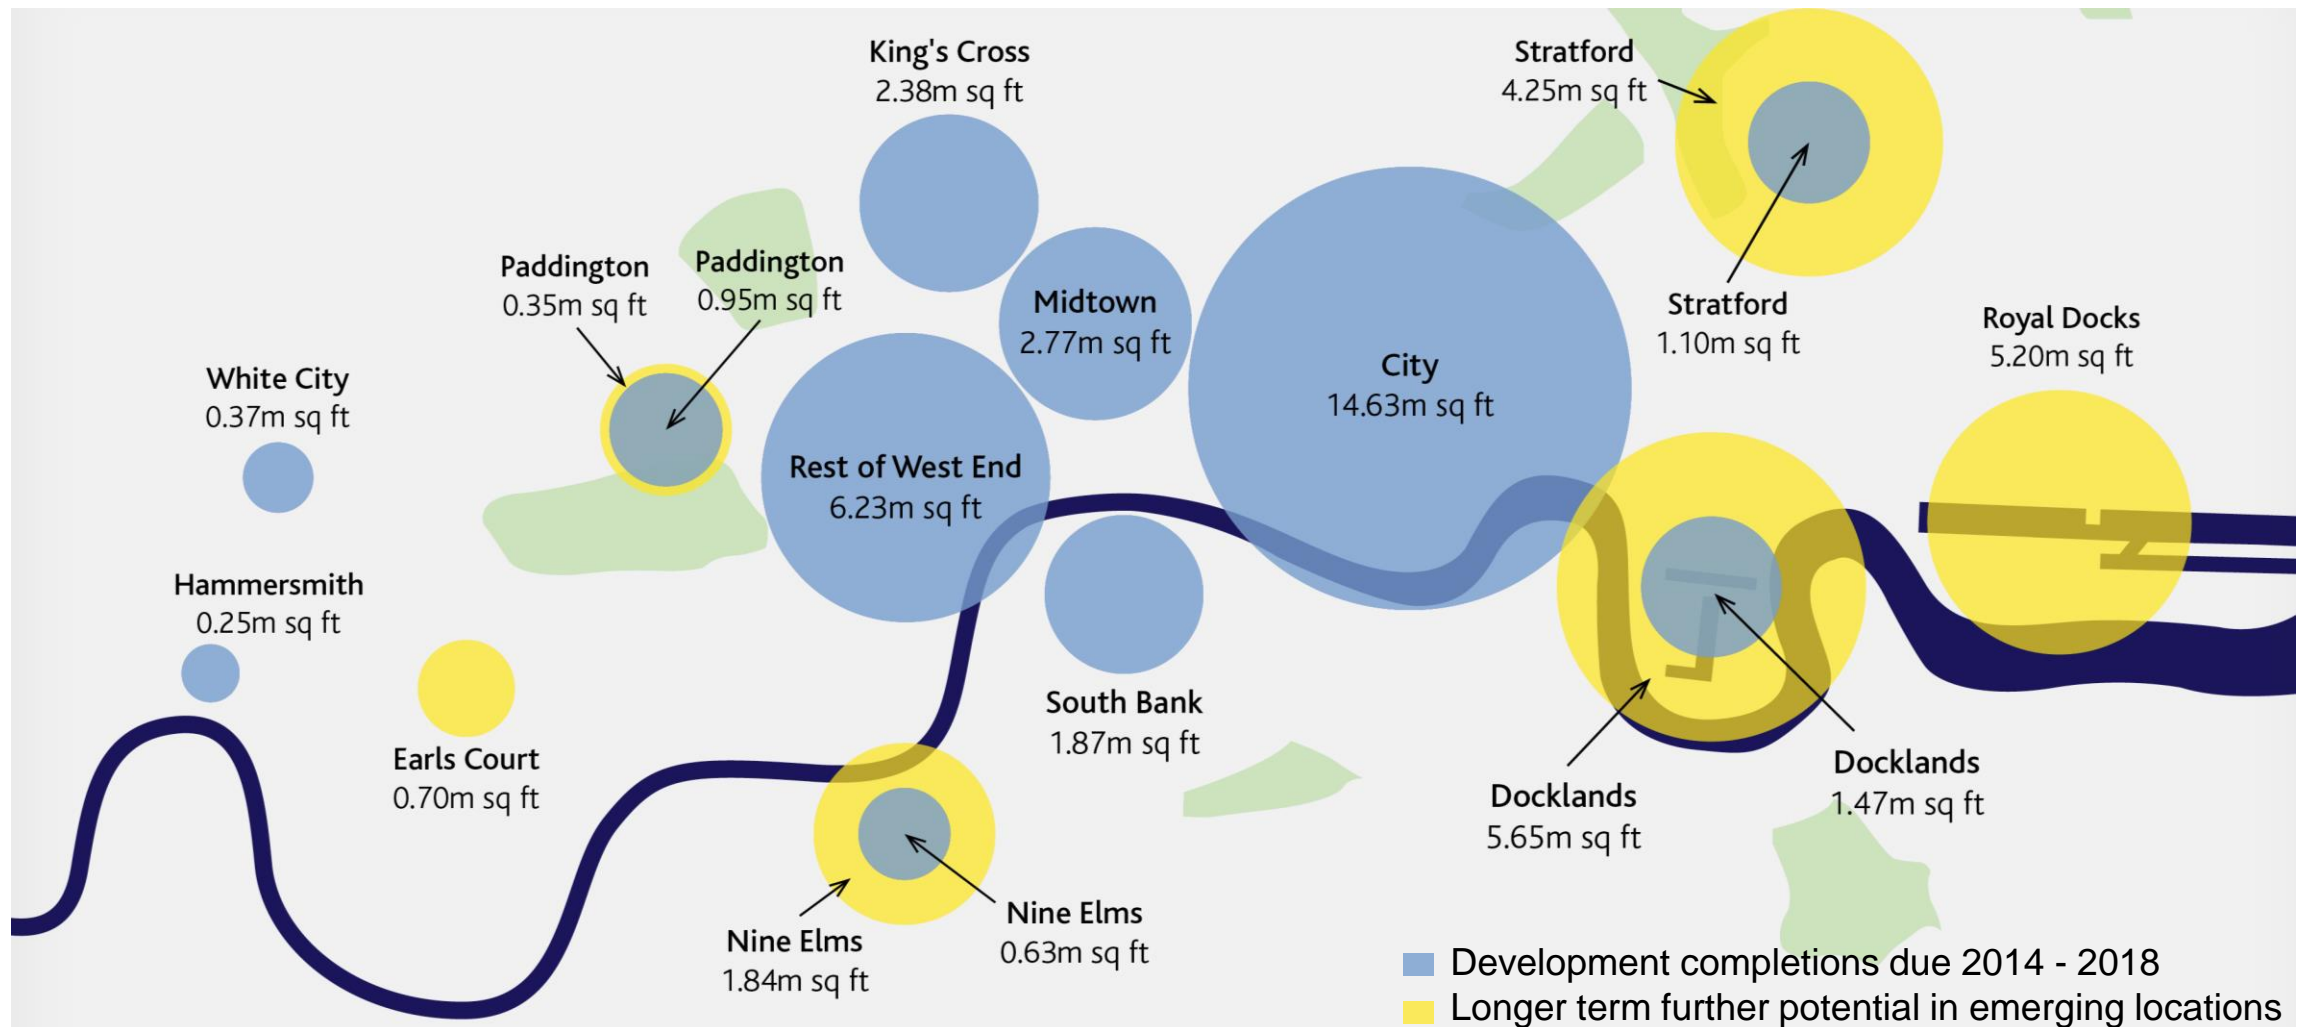 King's Cross
2.38m sq ft
Stratford
4.25m sq ft
Paddington
0.35m sq ft
Paddington
0.95m sq ft
Midtown
2.77m sq ft
Stratford
1.10m sq ft
Royal Docks
5.20m sq ft
White City
0.37m sq ft
City
14.63m sq ft
Rest of West End
6.23m sq ft
Hammersmith
0.25m sq ft
South Bank
1.87m sq ft
Earls Court
0.70m sq ft
Docklands
5.65m sq ft
Docklands
1.47m sq ft
Nine Elms
1.84m sq ft
Nine Elms
0.63m sq ft
Development completions due 2014 - 2018
Longer term further potential in emerging locations